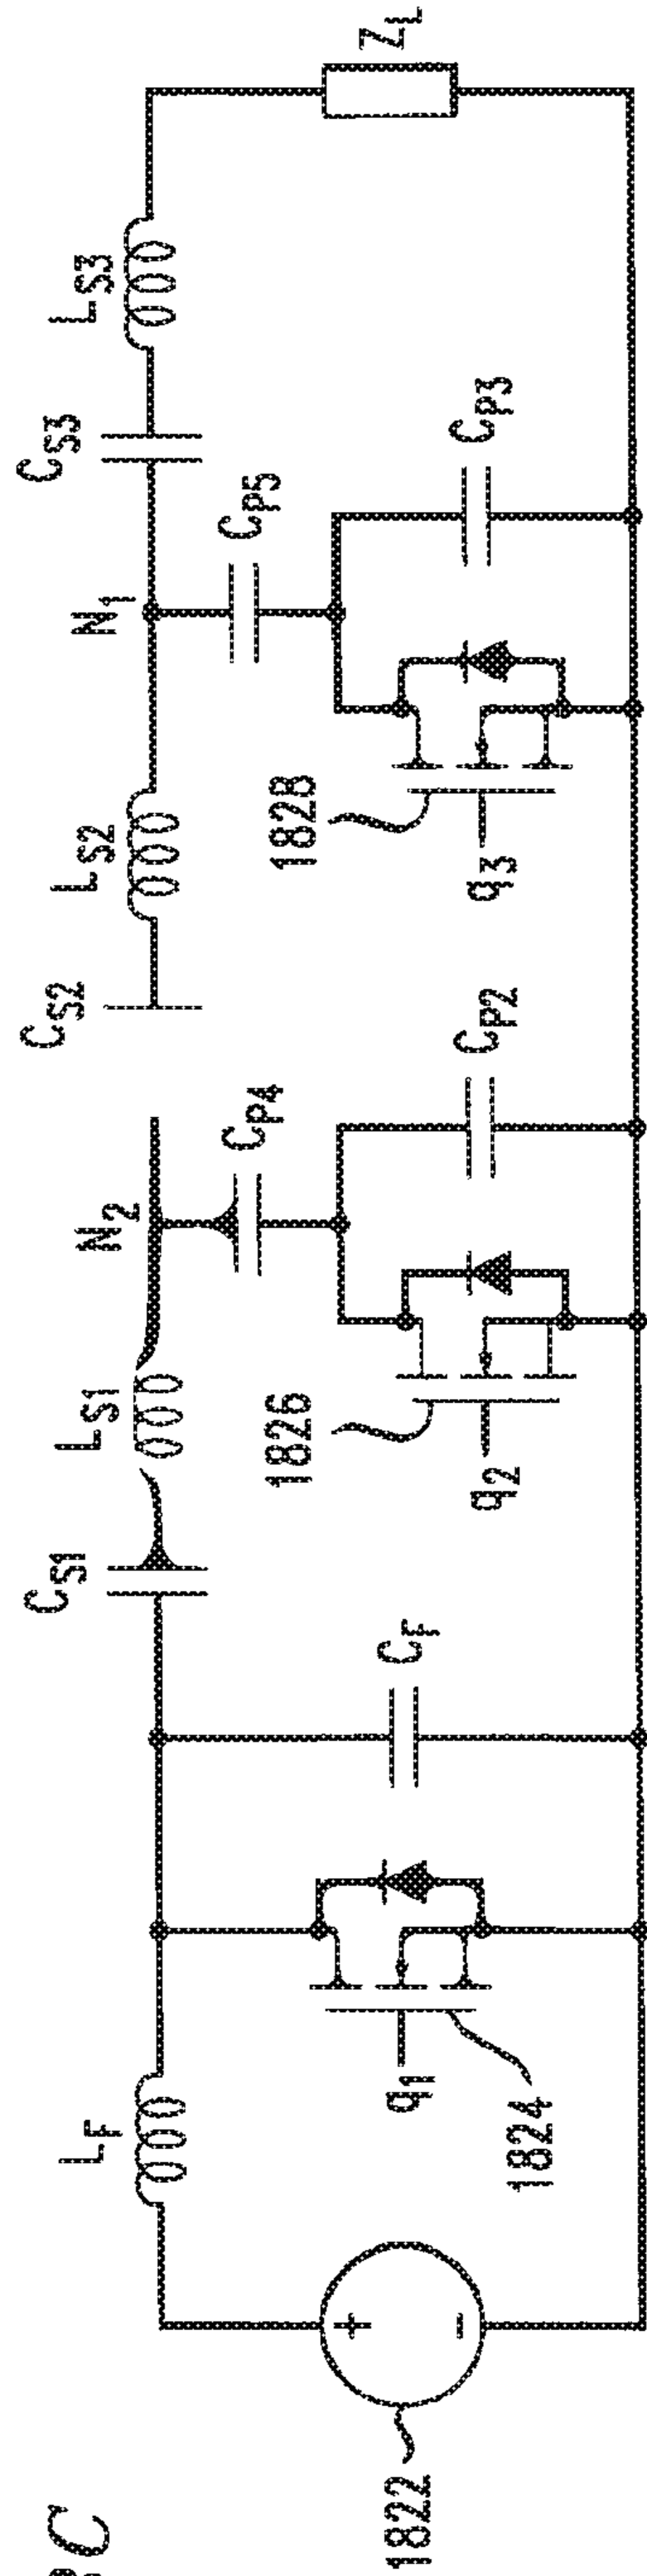 C
1822
L_F
q_1
1824
C_F
C_S1
L_S1
1826
q_2
N_2
C_P4
C_P2
C_S2
L_S2
1828
q_3
N_1
C_P5
C_P3
C_S3
L_S3
Z_L
+
-